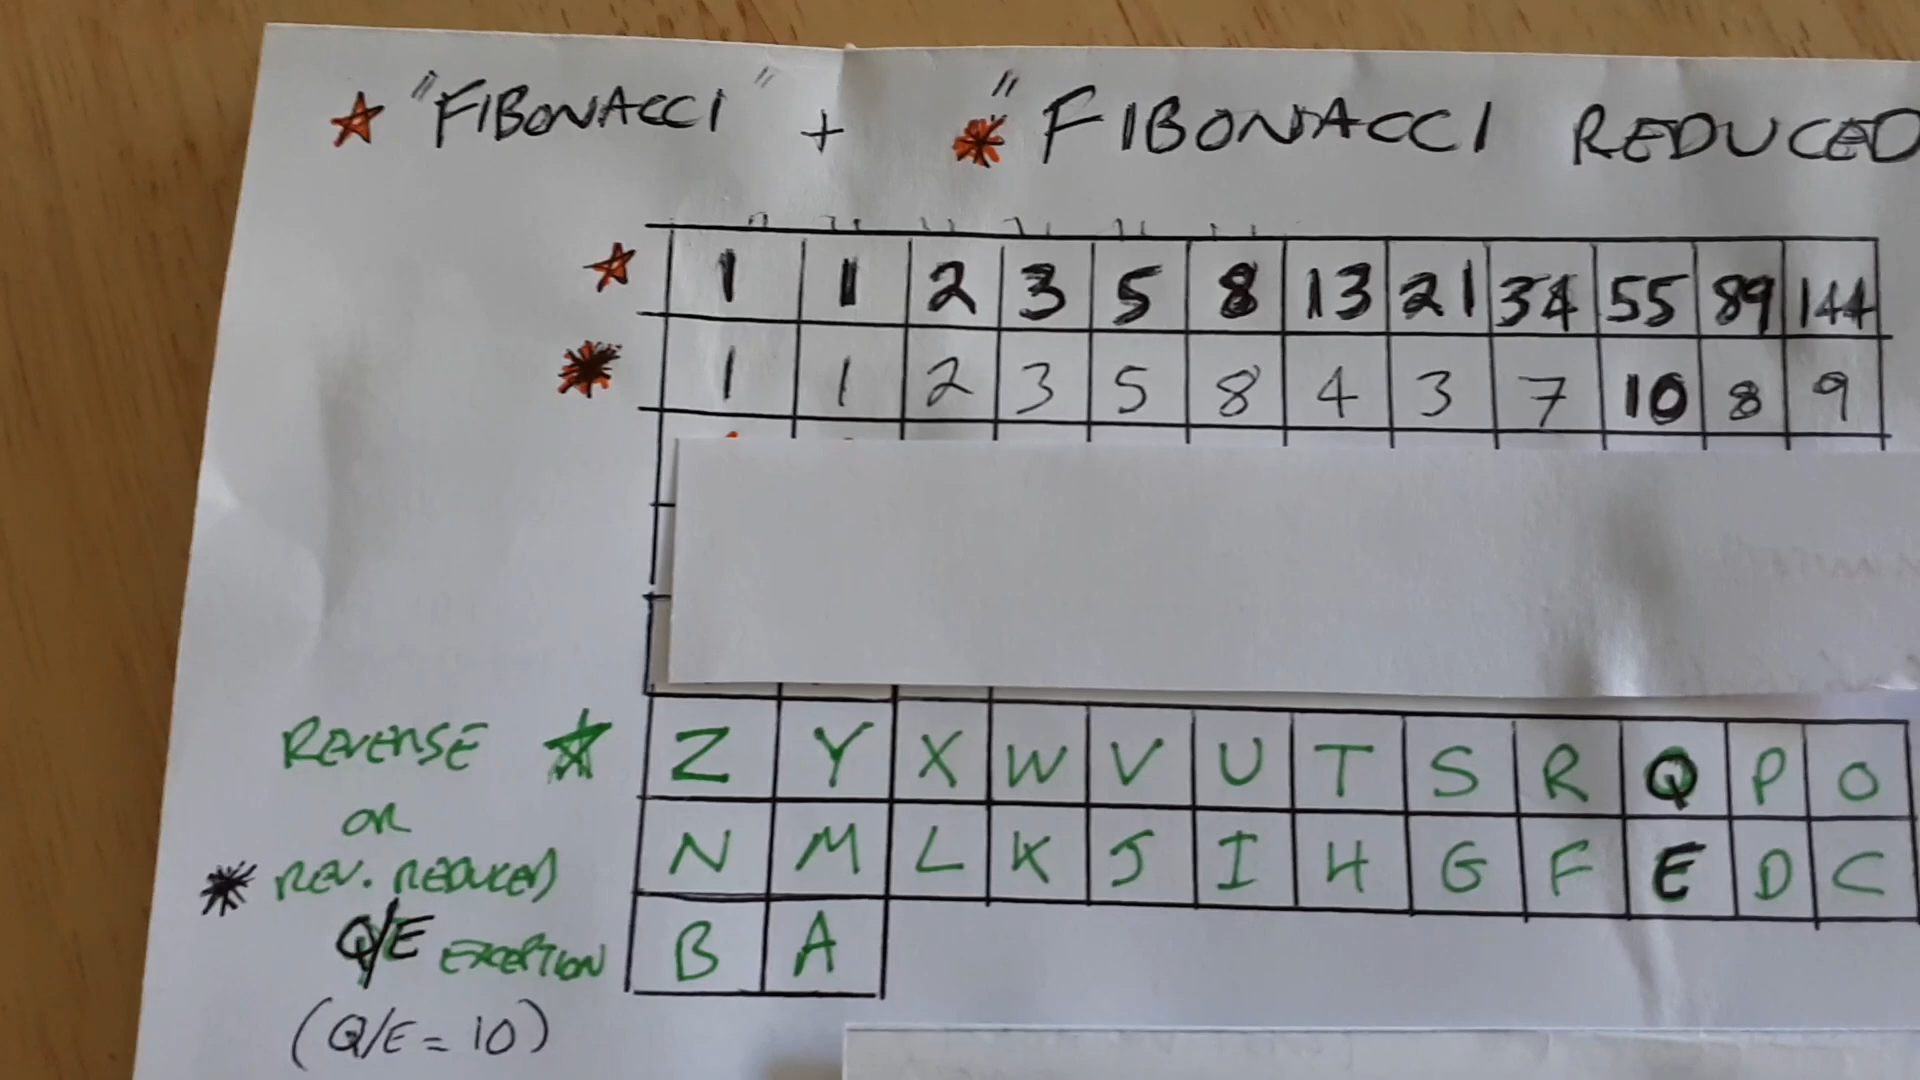 "FIBONACCI" + "FIBONACCI REDUCED
1 1 2 3 5 8 13 21 34 55 89 144
1 1 2 3 5 8 4 3 7 10 8 9
REVERSE Z Y X W V U T S R Q P O
OR
REV. REDUCED N M L K J I H G F E D C
Q/E EXCEPTION B A
(Q/E = 10)